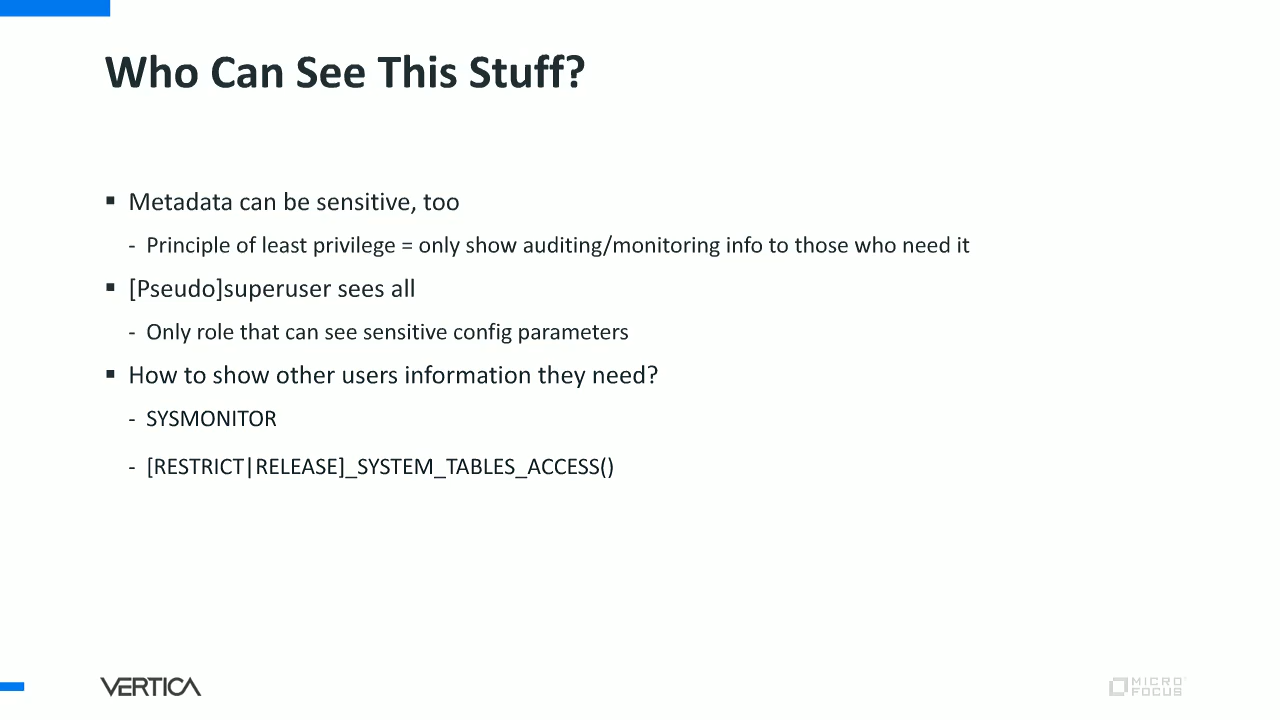 Who Can See This Stuff?
▪ Metadata can be sensitive, too
- Principle of least privilege = only show auditing/monitoring info to those who need it
▪ [Pseudo]superuser sees all
- Only role that can see sensitive config parameters
▪ How to show other users information they need?
- SYSMONITOR
- [RESTRICT|RELEASE]_SYSTEM_TABLES_ACCESS()
VERTICA
MICRO
FOCUS